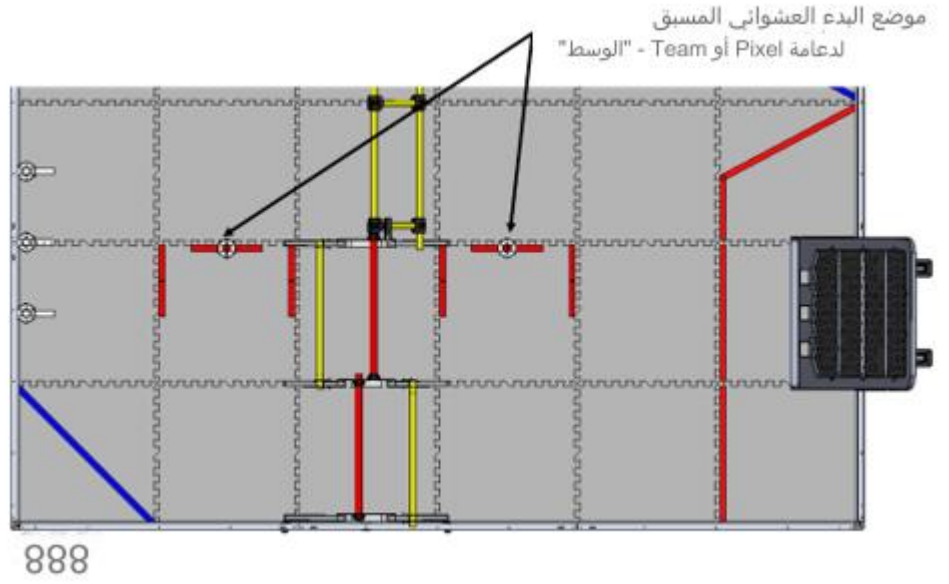 موضع البدء العشوائي المسبق
لدعامة Pixel أو Team - "الوسط"
888